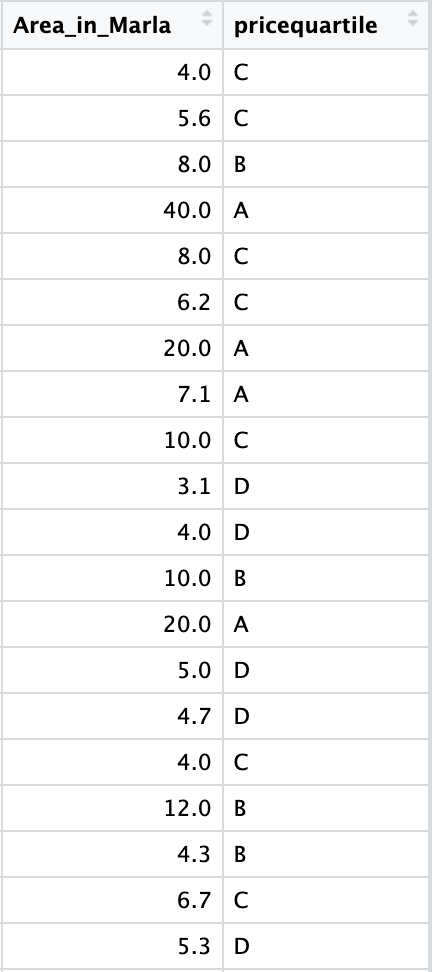 Area_in_Marla pricequartile
4.0 C
5.6 C
8.0 B
40.0 A
8.0 C
6.2 C
20.0 A
7.1 A
10.0 C
3.1 D
4.0 D
10.0 B
20.0 A
5.0 D
4.7 D
4.0 C
12.0 B
4.3 B
6.7 C
5.3 D